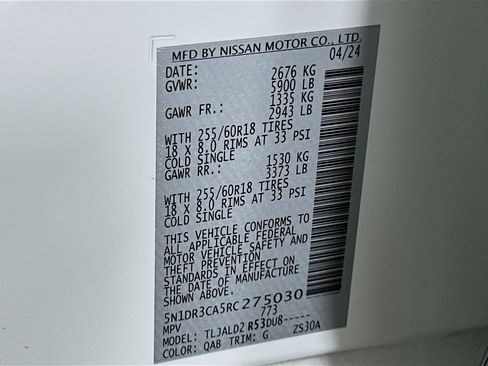 MFD BY NISSAN MOTOR CO., LTD.
DATE: 04/24
GVWR: 2676 KG
5900 LB
GAWR FR.: 1335 KG
2943 LB
WITH 255/60R18 TIRES
18 X 8.0 RIMS AT 33 PSI
COLD SINGLE
GAWR RR.: 1530 KG
3373 LB
WITH 255/60R18 TIRES
18 X 8.0 RIMS AT 33 PSI
COLD SINGLE
THIS VEHICLE CONFORMS TO
ALL APPLICABLE FEDERAL
MOTOR VEHICLE SAFETY AND
THEFT PREVENTION
STANDARDS IN EFFECT ON
THE DATE OF MANUFACTURE
SHOWN ABOVE.
5N1DR3CA5RC275030
MPV 773
MODEL: TLJALD2 R53DU8-----
COLOR: QAB TRIM: G ZS30A